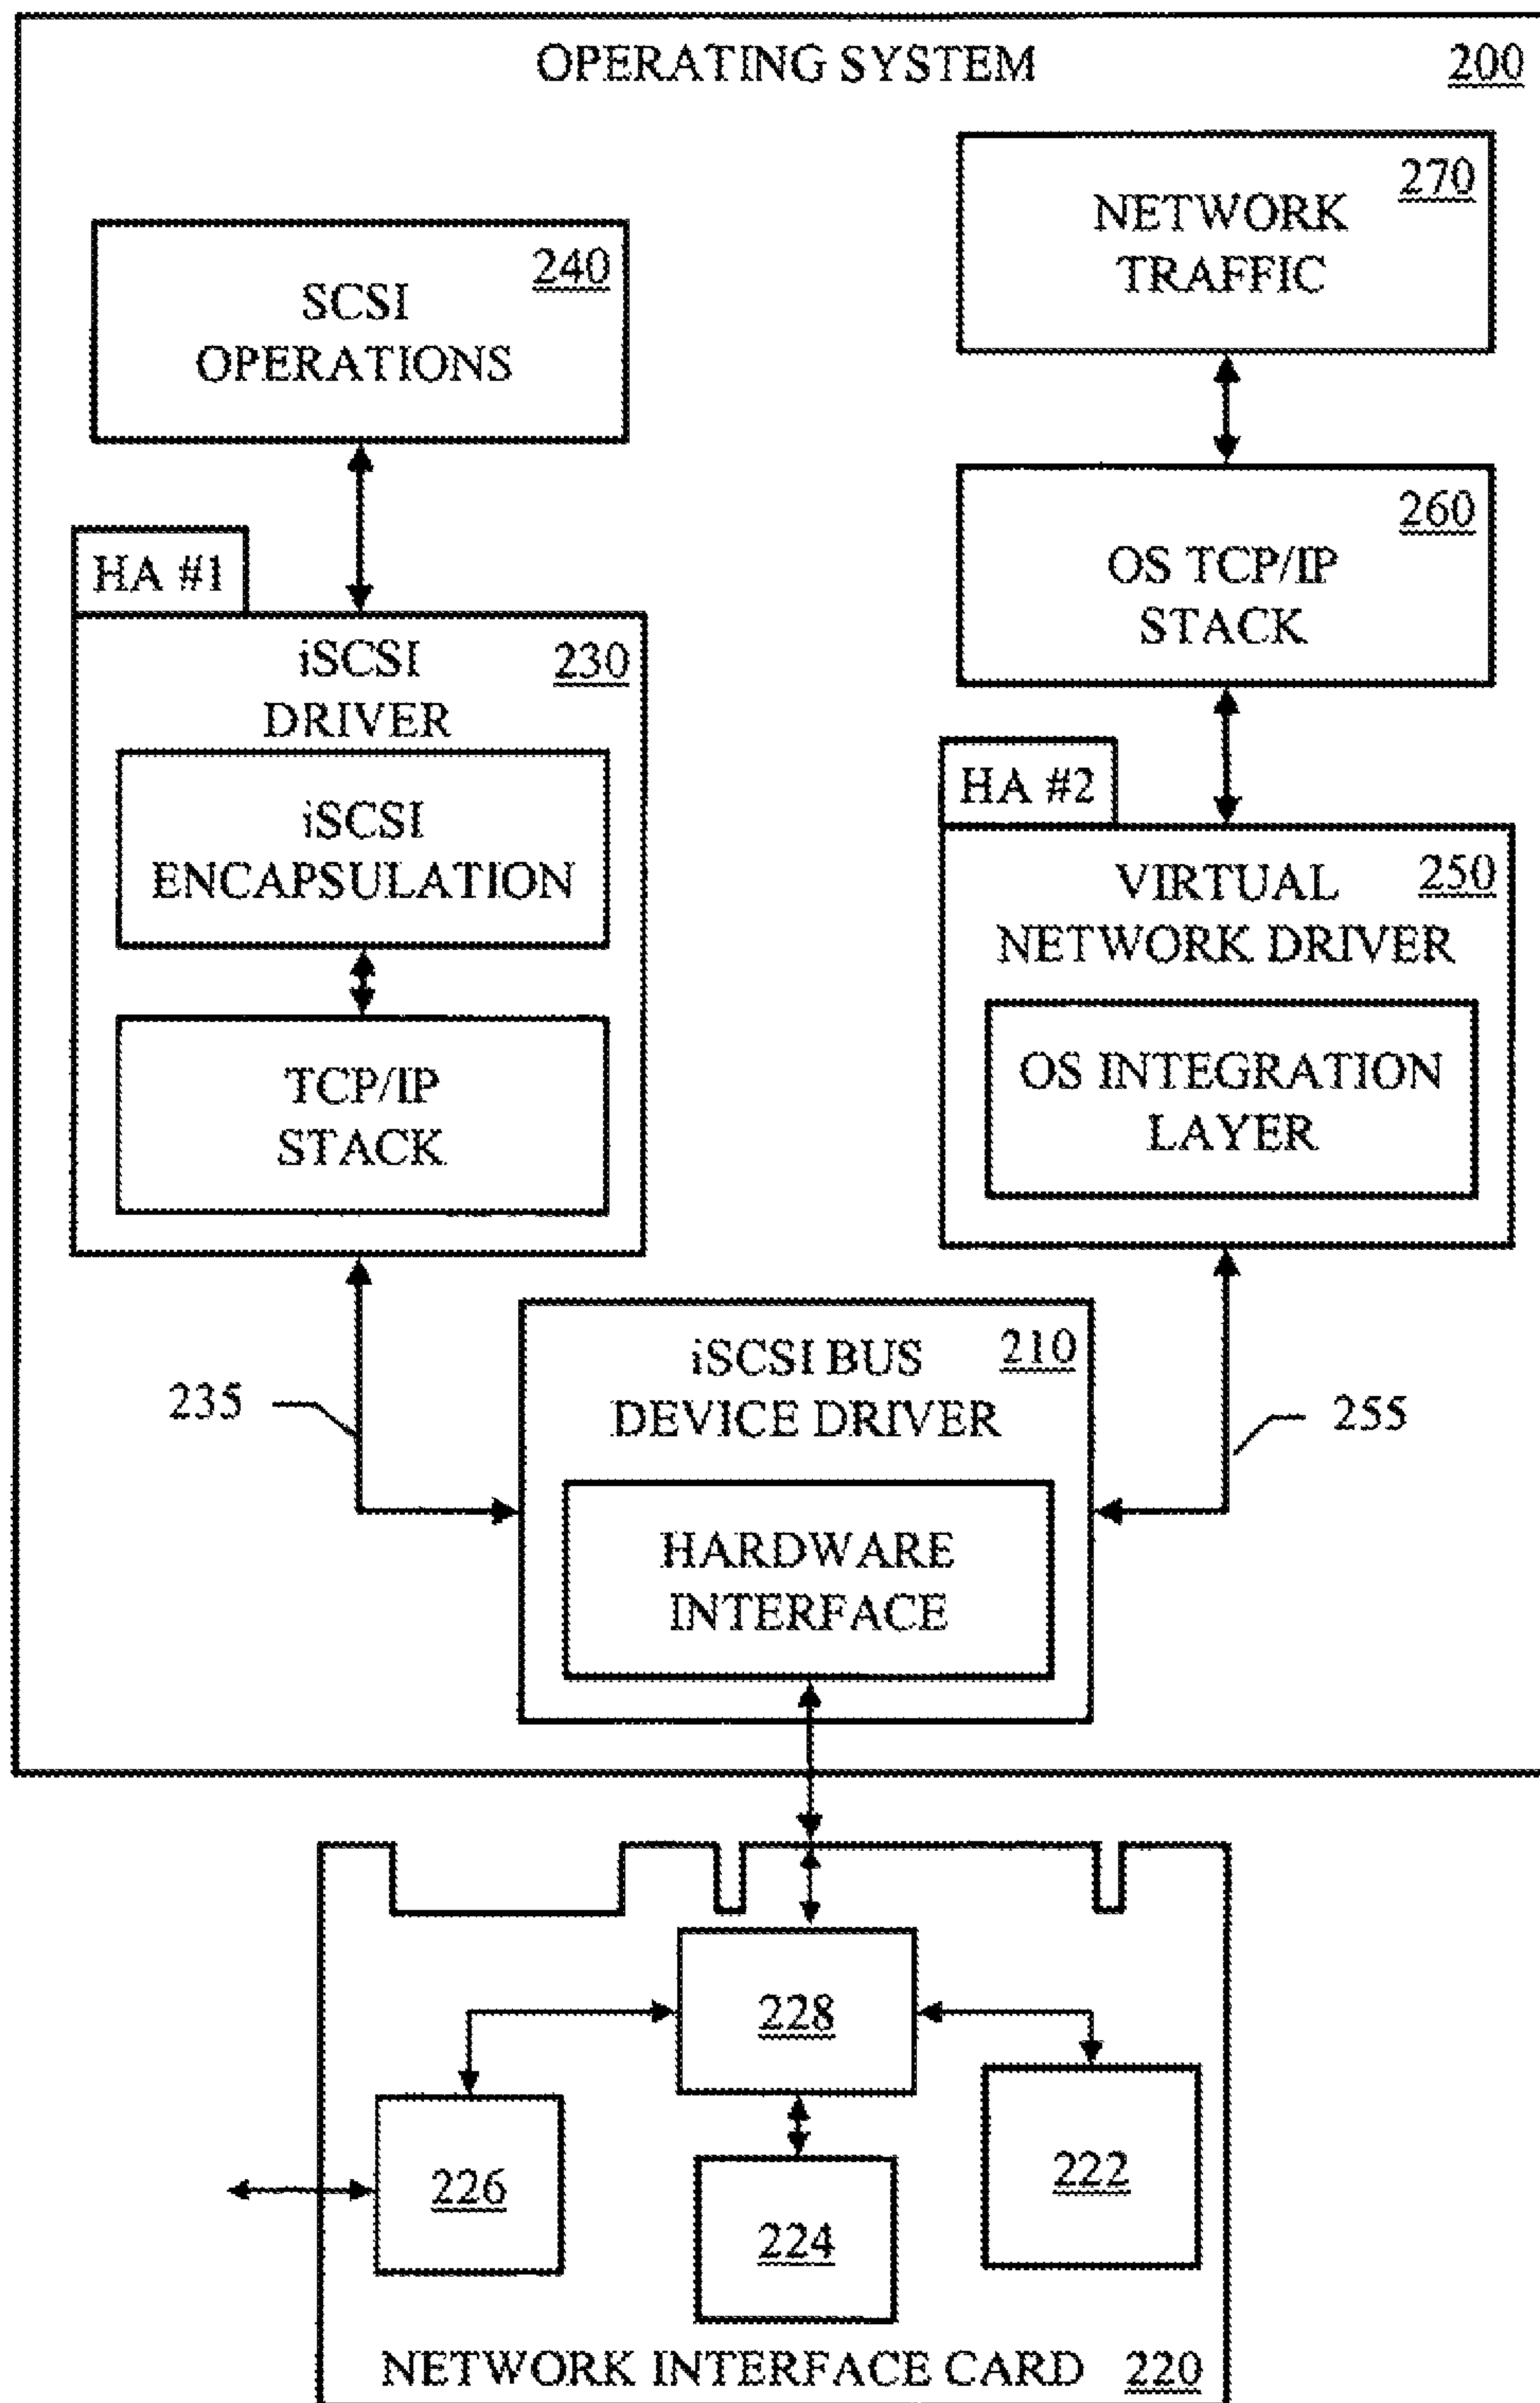 OPERATING SYSTEM
200
270
NETWORK
TRAFFIC
240
SCSI
OPERATIONS
260
OS TCP/IP
STACK
HA #1
iSCSI
DRIVER
230
iSCSI
ENCAPSULATION
TCP/IP
STACK
HA #2
VIRTUAL
250
NETWORK DRIVER
OS INTEGRATION
LAYER
iSCSI BUS
210
DEVICE DRIVER
235
255
HARDWARE
INTERFACE
228
226
224
222
NETWORK INTERFACE CARD
220